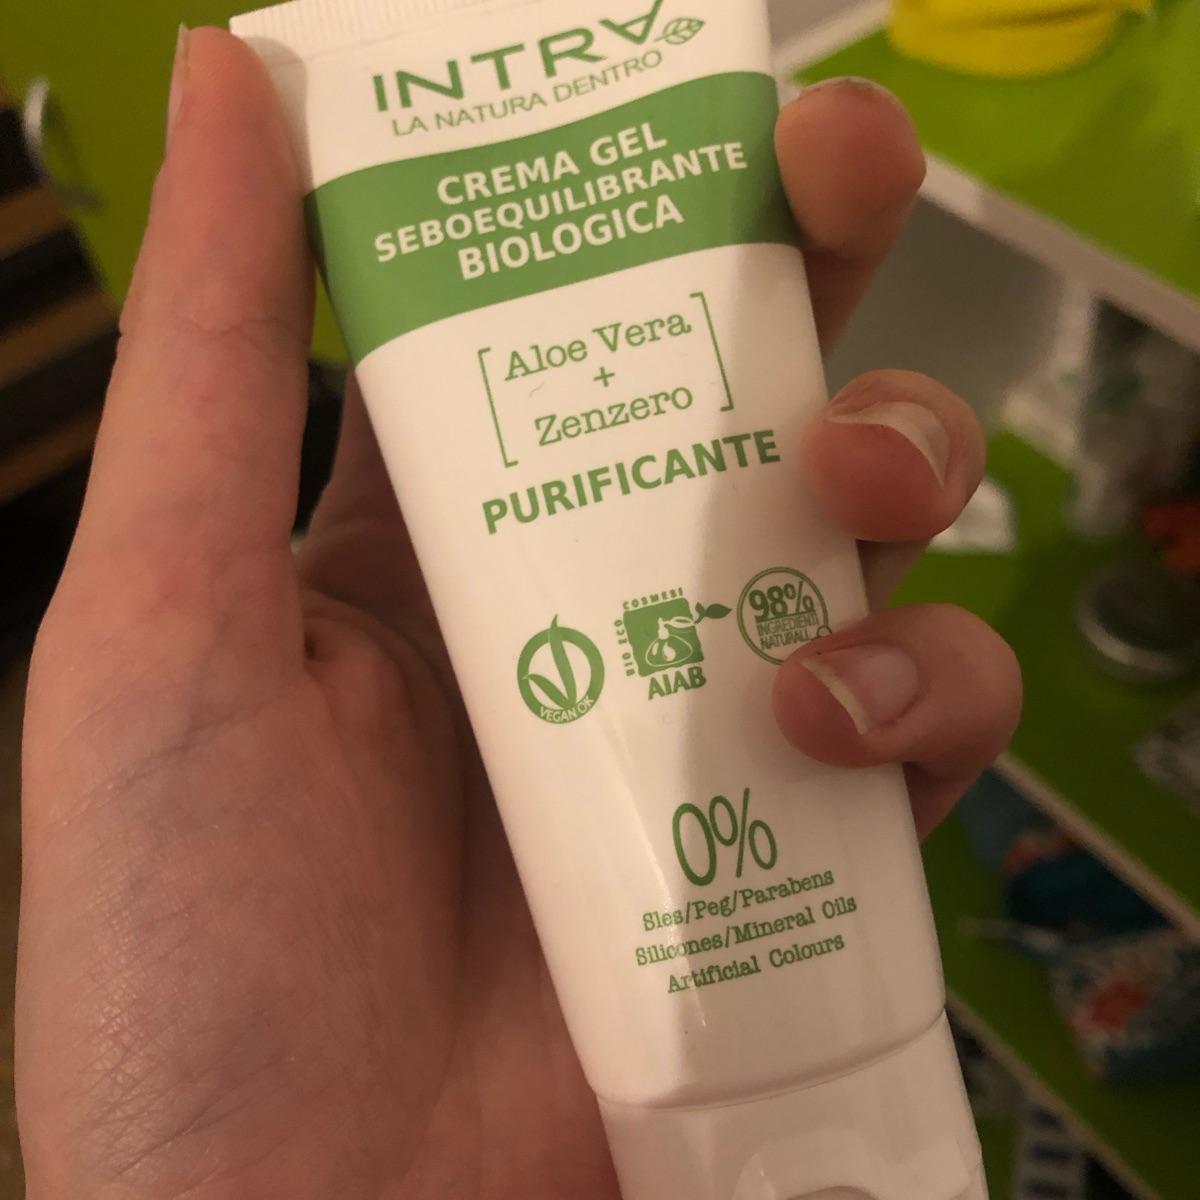 INTRA
LA NATURA DENTRO
CREMA GEL
SEBOEQUILIBRANTE
BIOLOGICA
Aloe Vera
+
Zenzero
PURIFICANTE
VEGAN OK
BIO ECO COSMESI
AIAB
98%
INGREDIENTI
NATURALI
0%
Sles/Peg/Parabens
Silicones/Mineral Oils
Artificial Colours